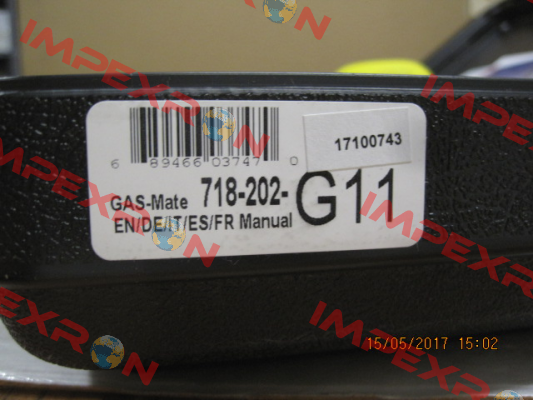 6 89466 03747 0
17100743
GAS-Mate 718-202-G11
EN/DE/IT/ES/FR Manual
15/05/2017 15:02
IMPEXRON
IMPEXRON
IMPEXRON
IMPEXRON
IMPEXRON